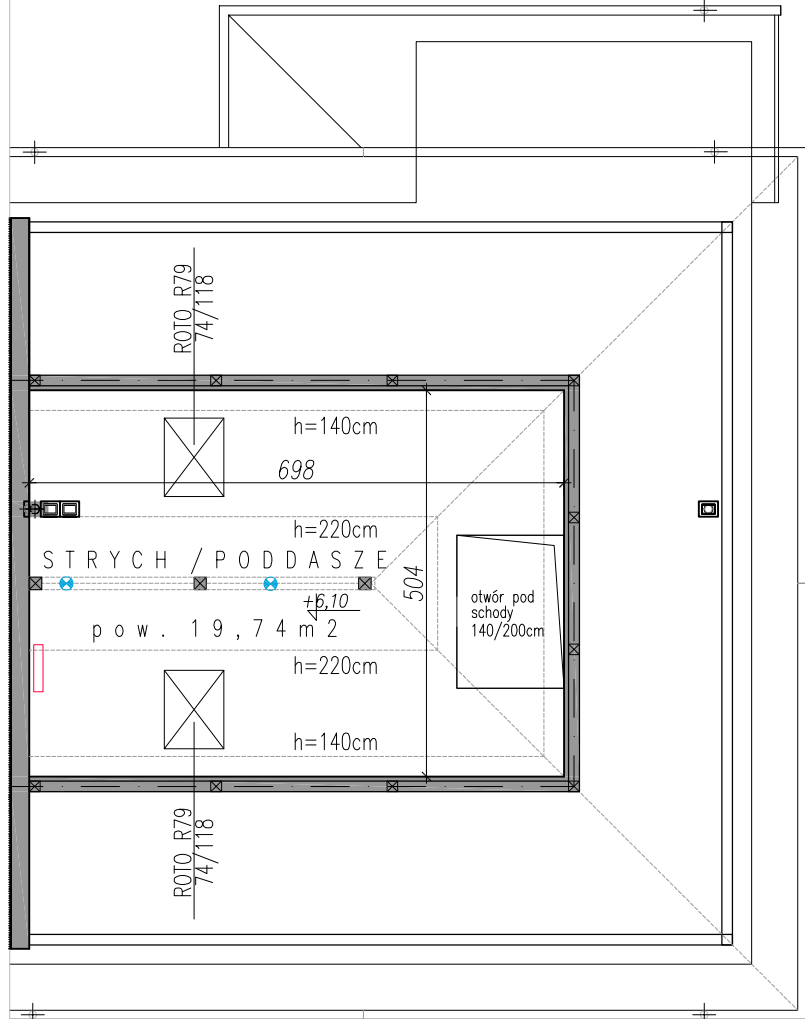 ROTO R79
74/118
h=140cm
698
h=220cm
STRYCH /PODDASZE
504
+6,10
otwór pod
schody
140/200cm
pow. 19,74m2
h=220cm
h=140cm
ROTO R79
74/118